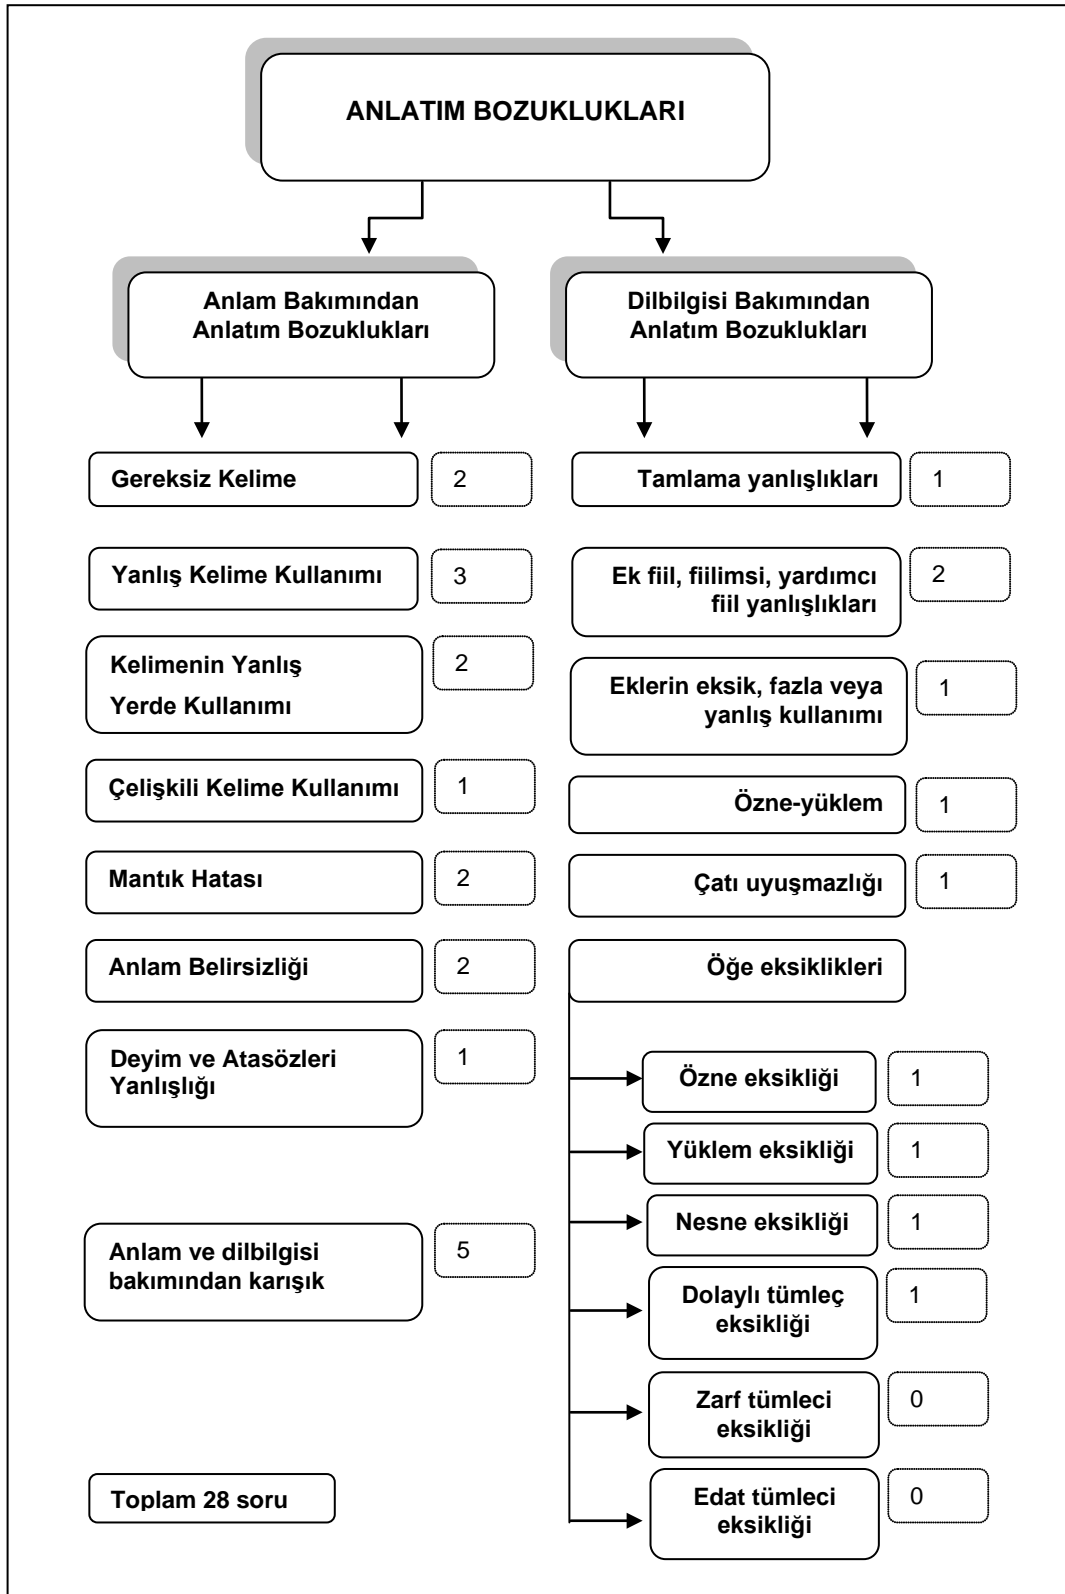 ANLATIM BOZUKLUKLARI
Anlam Bakımından
Anlatım Bozuklukları
Dilbilgisi Bakımından
Anlatım Bozuklukları
Gereksiz Kelime
2
Yanlış Kelime Kullanımı
3
Kelimenin Yanlış
Yerde Kullanımı
2
Çelişkili Kelime Kullanımı
1
Mantık Hatası
2
Anlam Belirsizliği
2
Deyim ve Atasözleri
Yanlışlığı
1
Anlam ve dilbilgisi
bakımından karışık
5
Toplam 28 soru
Tamlama yanlışlıkları
1
Ek fiil, fiilimsi, yardımcı
fiil yanlışlıkları
2
Eklerin eksik, fazla veya
yanlış kullanımı
1
Özne-yüklem
1
Çatı uyuşmazlığı
1
Öğe eksiklikleri
Özne eksikliği
1
Yüklem eksikliği
1
Nesne eksikliği
1
Dolaylı tümleç
eksikliği
1
Zarf tümleci
eksikliği
0
Edat tümleci
eksikliği
0